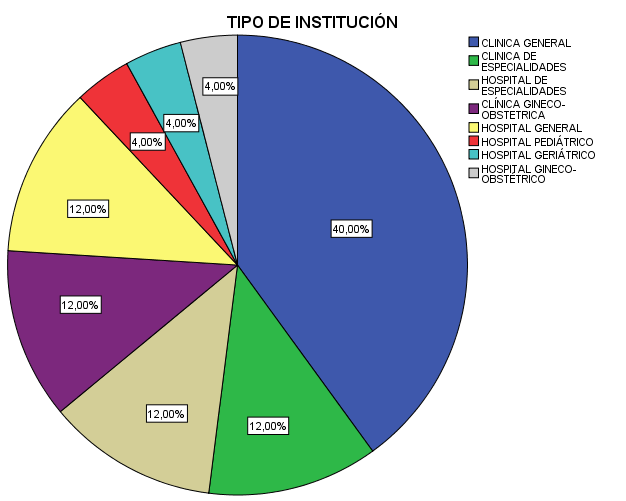 TIPO DE INSTITUCIÓN
CLINICA GENERAL
CLINICA DE
ESPECIALIDADES
HOSPITAL DE
ESPECIALIDADES
CLÍNICA GINECO-
OBSTETRICA
HOSPITAL GENERAL
HOSPITAL PEDIÁTRICO
HOSPITAL GERIÁTRICO
HOSPITAL GINECO-
OBSTÉTRICO
4,00%
4,00%
4,00%
12,00%
40,00%
12,00%
12,00%
12,00%